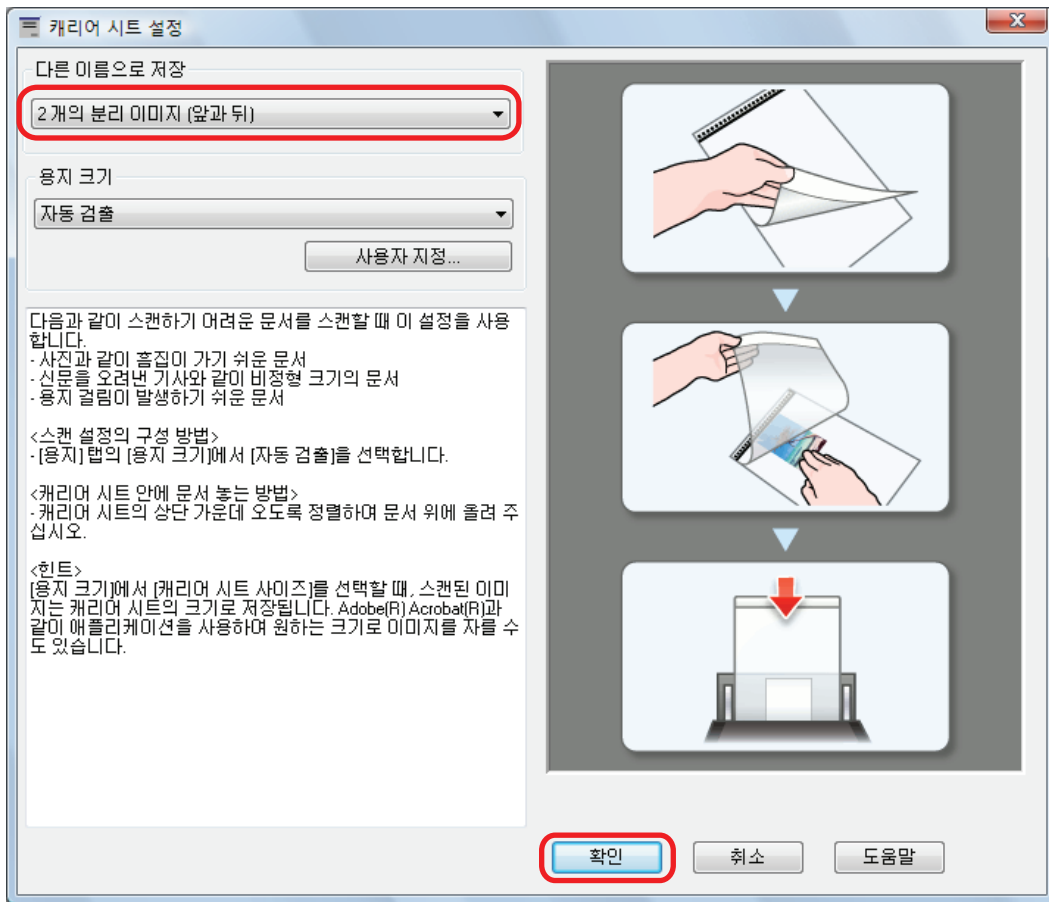 캐리어 시트 설정
다른 이름으로 저장
2개의 분리 이미지 (앞과 뒤)
용지 크기
자동 검출
사용자 지정...
다음과 같이 스캔하기 어려운 문서를 스캔할 때 이 설정을 사용
합니다.
- 사진과 같이 흠집이 가기 쉬운 문서
- 신문을 오려낸 기사와 같이 비정형 크기의 문서
- 용지 걸림이 발생하기 쉬운 문서
<스캔 설정의 구성 방법>
- [용지] 탭의 [용지 크기]에서 [자동 검출]을 선택합니다.
<캐리어 시트 안에 문서 놓는 방법>
- 캐리어 시트의 상단 가운데 오도록 정렬하여 문서 위에 올려 주
십시오.
<힌트>
[용지 크기]에서 [캐리어 시트 사이즈]를 선택할 때, 스캔된 이미
지는 캐리어 시트의 크기로 저장됩니다. Adobe(R) Acrobat(R)과
같이 애플리케이션을 사용하여 원하는 크기로 이미지를 자를 수
도 있습니다.
확인
취소
도움말